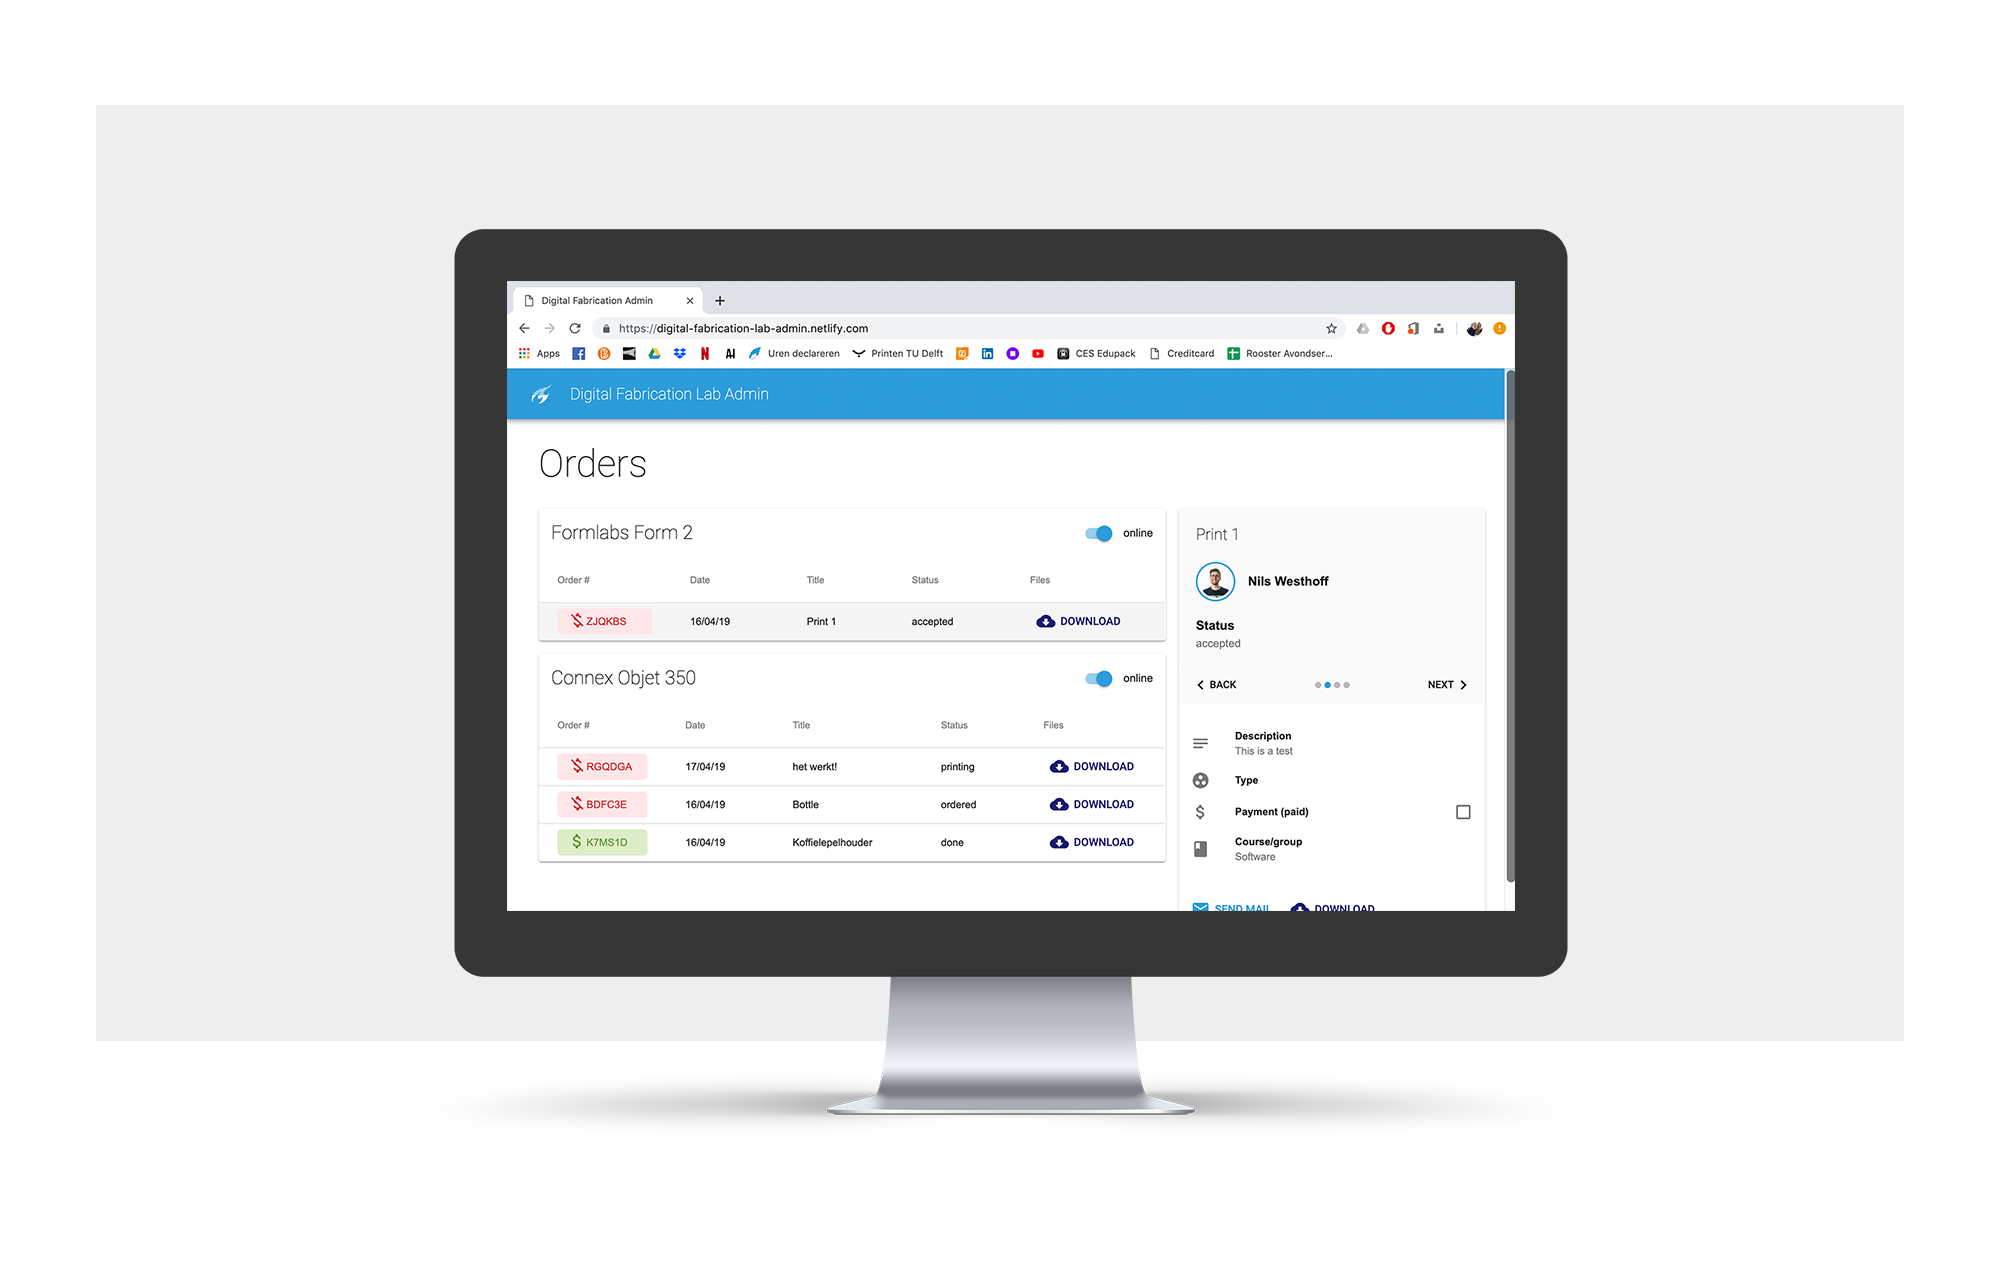 Digital Fabrication Admin
https://digital-fabrication-lab-admin.netlify.com
Apps Uren declareren Printen TU Delft CES Edupack Creditcard Rooster Avondser...
Digital Fabrication Lab Admin
Orders
Formlabs Form 2 online
Order # Date Title Status Files
ZJQKBS 16/04/19 Print 1 accepted DOWNLOAD
Connex Objet 350 online
Order # Date Title Status Files
RGQDGA 17/04/19 het werkt! printing DOWNLOAD
BDFC3E 16/04/19 Bottle ordered DOWNLOAD
K7MS1D 16/04/19 Koffielepelhouder done DOWNLOAD
Print 1
Nils Westhoff
Status
accepted
BACK NEXT
Description
This is a test
Type
Payment (paid)
Course/group
Software
SEND MAIL DOWNLOAD